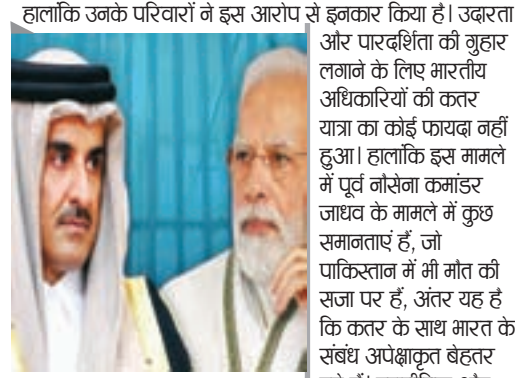 हालांकि उनके परिवारों ने इस आरोप से इनकार किया है। उदारता
और पारदर्शिता की गुहार
लगाने के लिए भारतीय
अधिकारियों की कतर
यात्रा का कोई फायदा नहीं
हुआ। हालांकि इस मामले
में पूर्व नौसेना कमांडर
जाधव के मामले में कुछ
समानताएं हैं, जो
पाकिस्तान में भी मौत की
सजा पर हैं, अंतर यह है
कि कतर के साथ भारत के
संबंध अपेक्षाकृत बेहतर